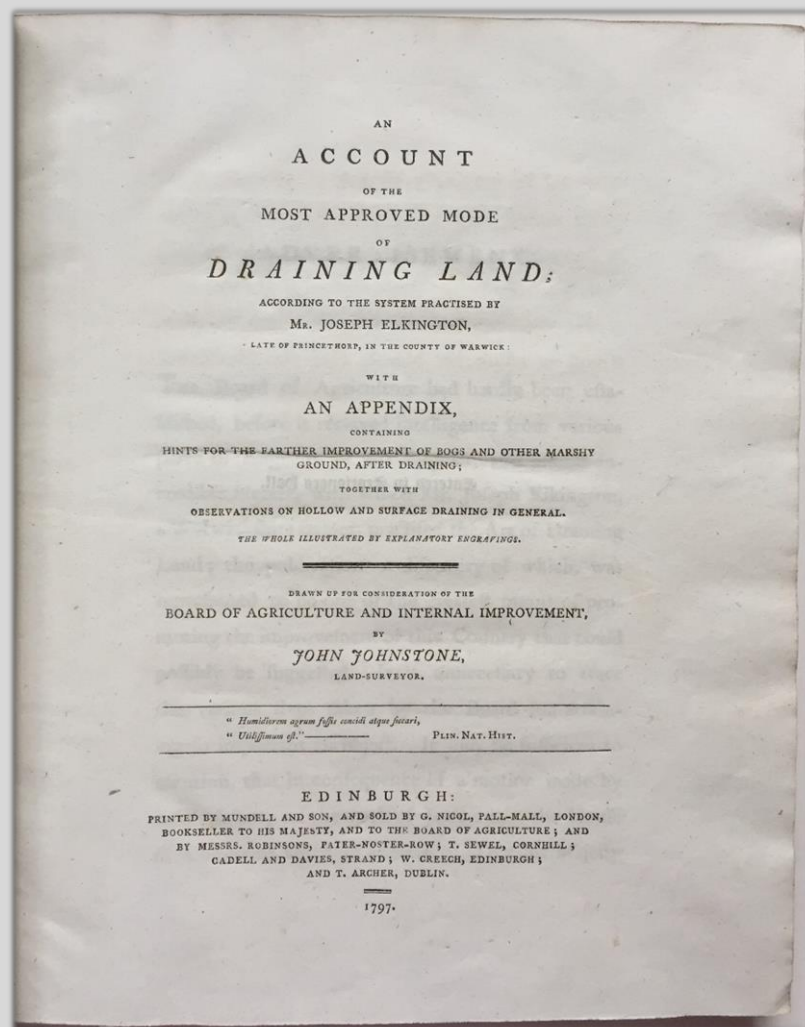 AN
ACCOUNT
OF THE
MOST APPROVED MODE
OF
DRAINING LAND;
ACCORDING TO THE SYSTEM PRACTISED BY
MR. JOSEPH ELKINGTON,
LATE OF PRINCETHORP, IN THE COUNTY OF WARWICK:
WITH
AN APPENDIX,
CONTAINING
HINTS FOR THE FARTHER IMPROVEMENT OF BOGS AND OTHER MARSHY
GROUND, AFTER DRAINING;
TOGETHER WITH
OBSERVATIONS ON HOLLOW AND SURFACE DRAINING IN GENERAL.
THE WHOLE ILLUSTRATED BY EXPLANATORY ENGRAVINGS.
DRAWN UP FOR CONSIDERATION OF THE
BOARD OF AGRICULTURE AND INTERNAL IMPROVEMENT,
BY
JOHN JOHNSTONE,
LAND-SURVEYOR.
" Humidiorem agrum foſſis concidi atque ſiccari,
" Utiliſſimum eſt."———— PLIN. NAT. HIST.
EDINBURGH:
PRINTED BY MUNDELL AND SON, AND SOLD BY G. NICOL, PALL-MALL, LONDON,
BOOKSELLER TO HIS MAJESTY, AND TO THE BOARD OF AGRICULTURE; AND
BY MESSRS. ROBINSONS, PATER-NOSTER-ROW; T. SEWEL, CORNHILL;
CADELL AND DAVIES, STRAND; W. CREECH, EDINBURGH;
AND T. ARCHER, DUBLIN.
1797.